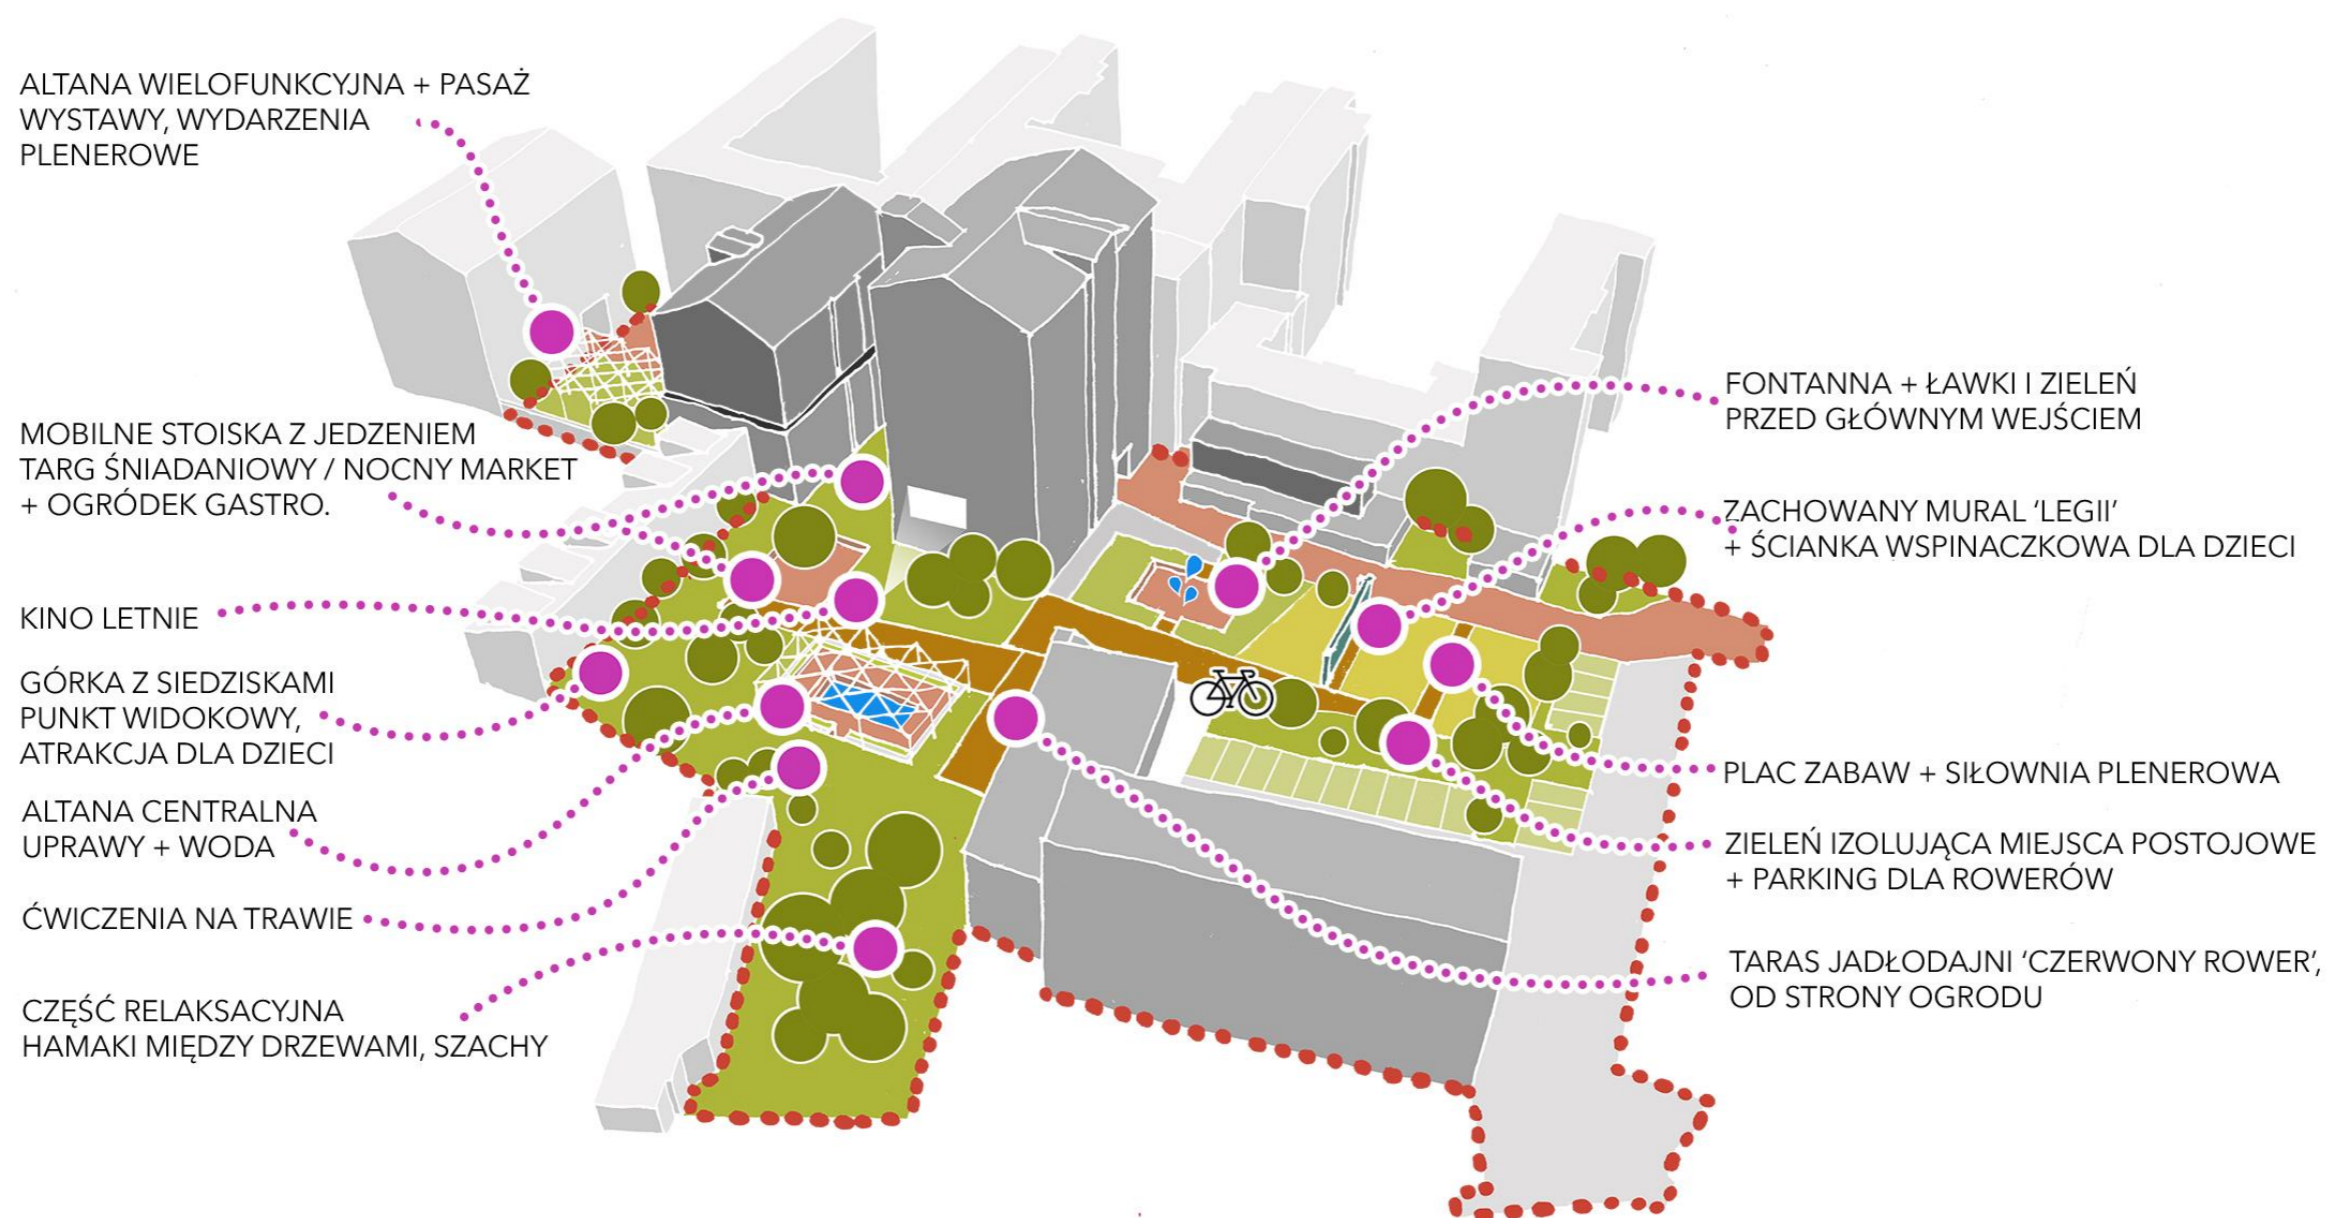 ALTANA WIELOFUNKCYJNA + PASAŻ
WYSTAWY, WYDARZENIA
PLENEROWE
MOBILNE STOISKA Z JEDZENIEM
TARG ŚNIADANIOWY / NOCNY MARKET
+ OGRÓDEK GASTRO.
KINO LETNIE
GÓRKA Z SIEDZISKAMI
PUNKT WIDOKOWY,
ATRAKCJA DLA DZIECI
ALTANA CENTRALNA
UPRAWY + WODA
ĆWICZENIA NA TRAWIE
CZĘŚĆ RELAKSACYJNA
HAMAKI MIĘDZY DRZEWAMI, SZACHY
FONTANNA + ŁAWKI I ZIELEŃ
PRZED GŁÓWNYM WEJŚCIEM
ZACHOWANY MURAL ‘LEGII’
+ ŚCIANKA WSPINACZKOWA DLA DZIECI
PLAC ZABAW + SIŁOWNIA PLENEROWA
ZIELEŃ IZOLUJĄCA MIEJSCA POSTOJOWE
+ PARKING DLA ROWERÓW
TARAS JADŁODAJNI ‘CZERWONY ROWER’,
OD STRONY OGRODU